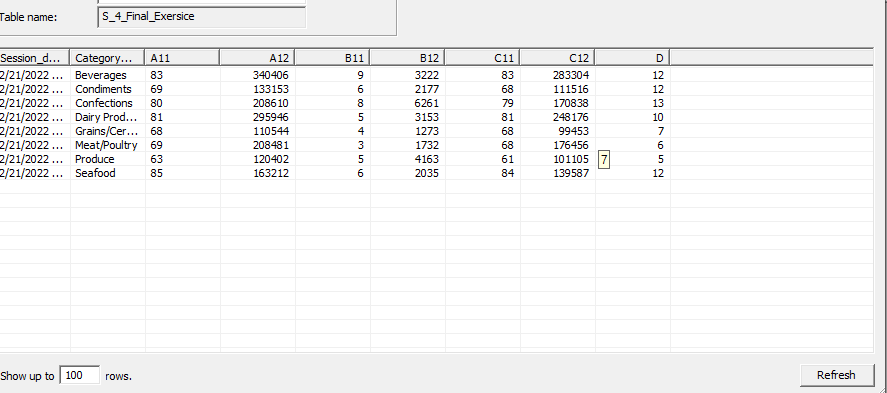 Table name: S_4_Final_Exersice
Session_d... Category... A11 A12 B11 B12 C11 C12 D
2/21/2022 ... Beverages 83 340406 9 3222 83 283304 12
2/21/2022 ... Condiments 69 133153 6 2177 68 111516 12
2/21/2022 ... Confections 80 208610 8 6261 79 170838 13
2/21/2022 ... Dairy Prod... 81 295946 5 3153 81 248176 10
2/21/2022 ... Grains/Cer... 68 110544 4 1273 68 99453 7
2/21/2022 ... Meat/Poultry 69 208481 3 1732 68 176456 6
2/21/2022 ... Produce 63 120402 5 4163 61 101105 7 5
2/21/2022 ... Seafood 85 163212 6 2035 84 139587 12
Show up to 100 rows. Refresh